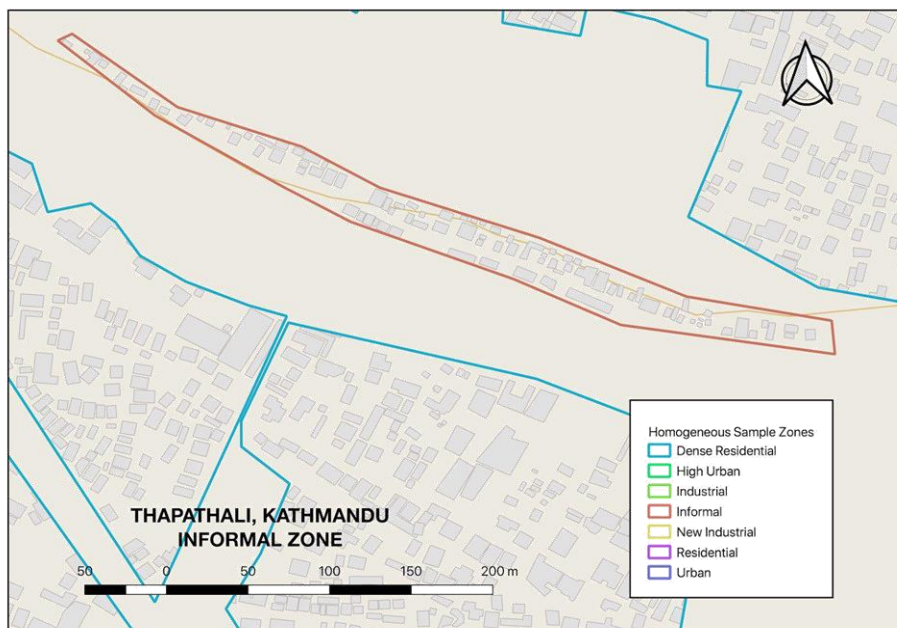 Homogeneous Sample Zones
Dense Residential
High Urban
Industrial
Informal
New Industrial
Residential
Urban
THAPATHALI, KATHMANDU
INFORMAL ZONE
50 0 50 100 150 200 m